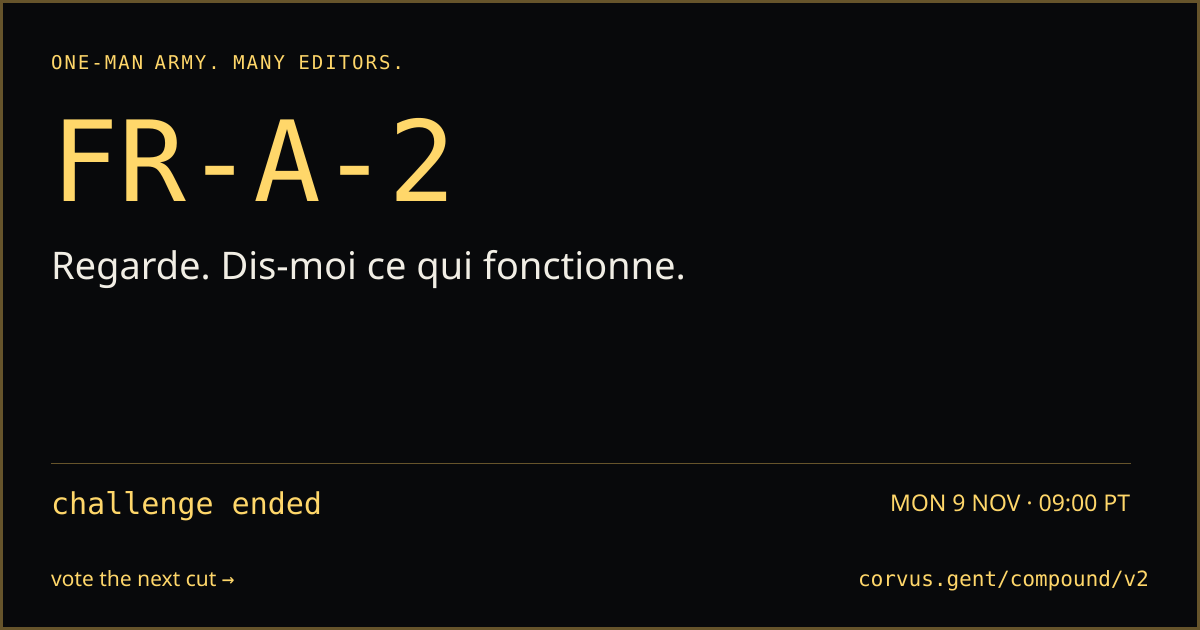 ONE-MAN ARMY. MANY EDITORS.
FR-A-2
Regarde. Dis-moi ce qui fonctionne.
challenge ended
MON 9 NOV · 09:00 PT
vote the next cut →
corvus.gent/compound/v2